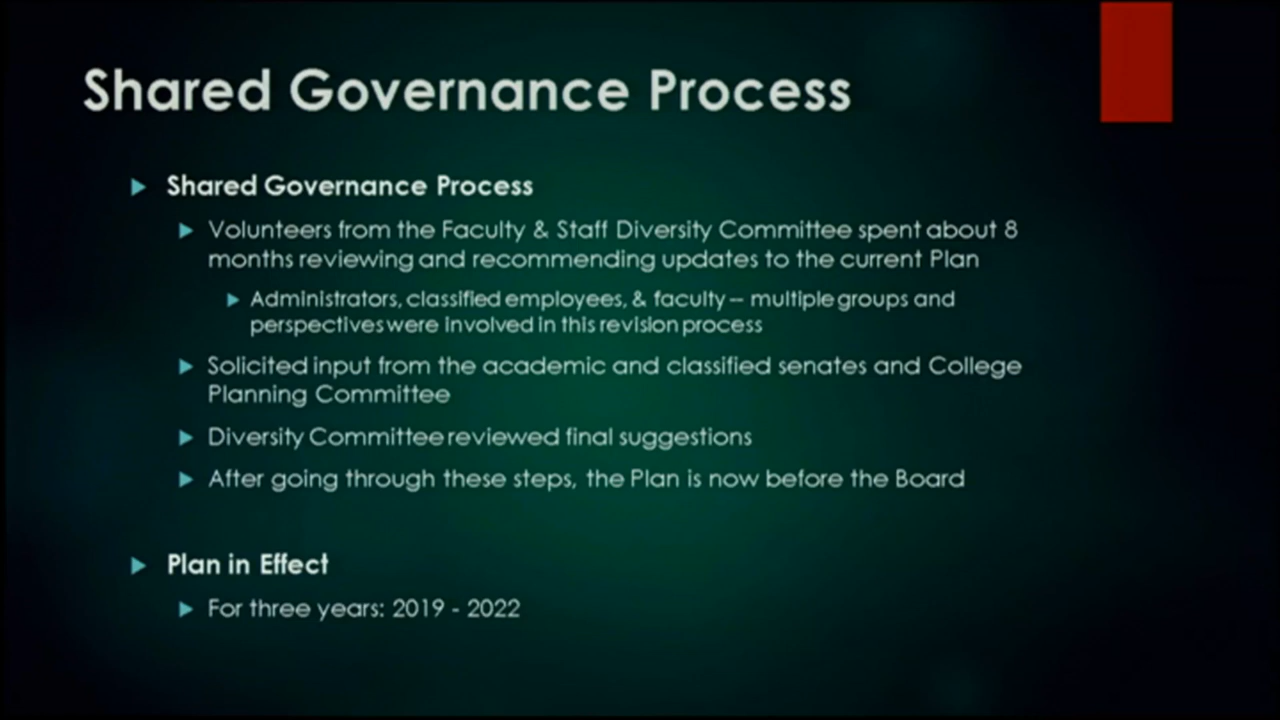 Shared Governance Process
Shared Governance Process
Volunteers from the Faculty & Staff Diversity Committee spent about 8
months reviewing and recommending updates to the current Plan
Administrators, classified employees, & faculty – multiple groups and
perspectives were involved in this revision process
Solicited input from the academic and classified senates and College
Planning Committee
Diversity Committee reviewed final suggestions
After going through these steps, the Plan is now before the Board
Plan in Effect
For three years: 2019 - 2022